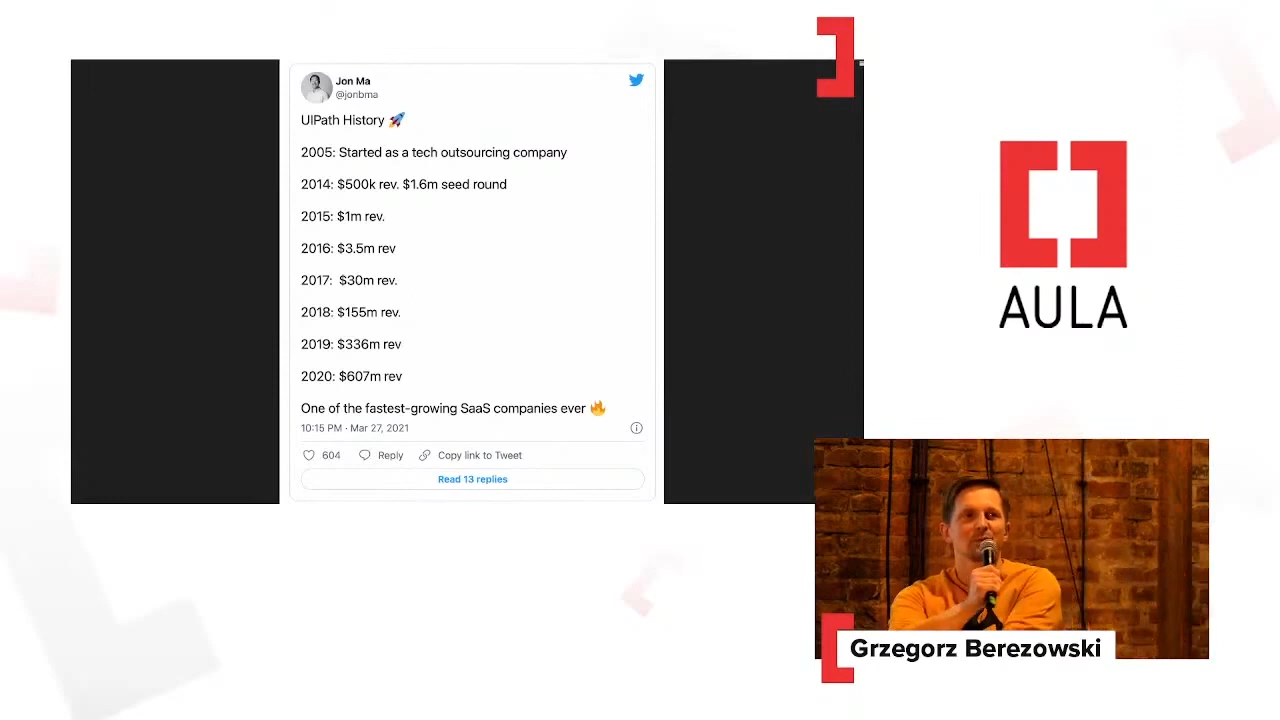 Jon Ma
@jonbma
UIPath History 🚀
2005: Started as a tech outsourcing company
2014: $500k rev. $1.6m seed round
2015: $1m rev.
2016: $3.5m rev
2017: $30m rev.
2018: $155m rev.
2019: $336m rev
2020: $607m rev
One of the fastest-growing SaaS companies ever 🔥
10:15 PM · Mar 27, 2021
604 Reply Copy link to Tweet
Read 13 replies
AULA
Grzegorz Berezowski